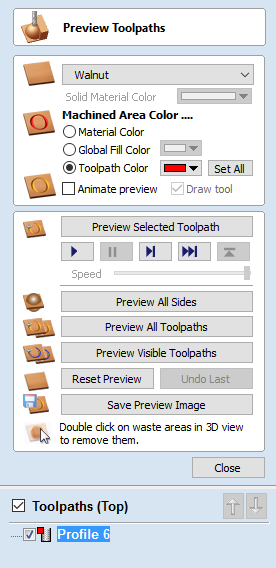 Preview Toolpaths
Walnut
Solid Material Color
Machined Area Color ....
Material Color
Global Fill Color
Toolpath Color
Set All
Animate preview
Draw tool
Preview Selected Toolpath
Speed
Preview All Sides
Preview All Toolpaths
Preview Visible Toolpaths
Reset Preview
Undo Last
Save Preview Image
Double click on waste areas in 3D view
to remove them.
Close
Toolpaths (Top)
Profile 6